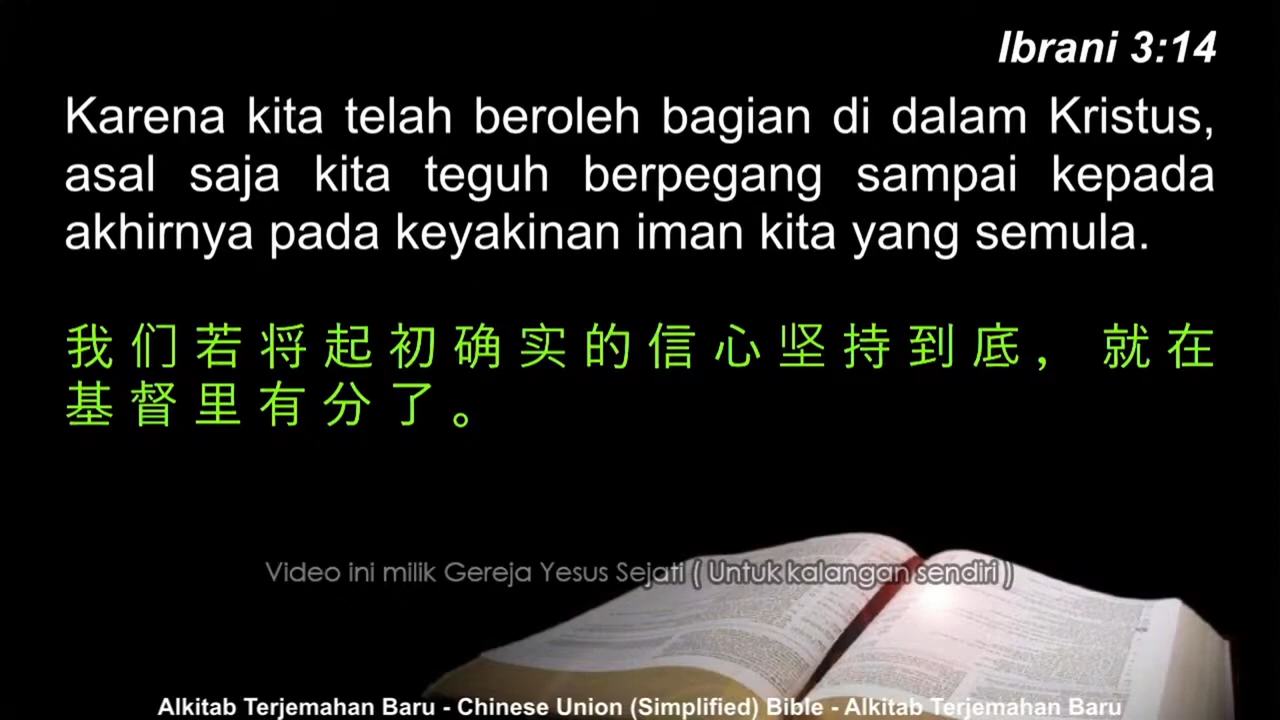 Ibrani 3:14
Karena kita telah beroleh bagian di dalam Kristus,
asal saja kita teguh berpegang sampai kepada
akhirnya pada keyakinan iman kita yang semula.
我们若将起初确实的信心坚持到底，就在
基督里有分了。
Video ini milik Gereja Yesus Sejati ( Untuk kalangan sendiri )
Alkitab Terjemahan Baru - Chinese Union (Simplified) Bible - Alkitab Terjemahan Baru